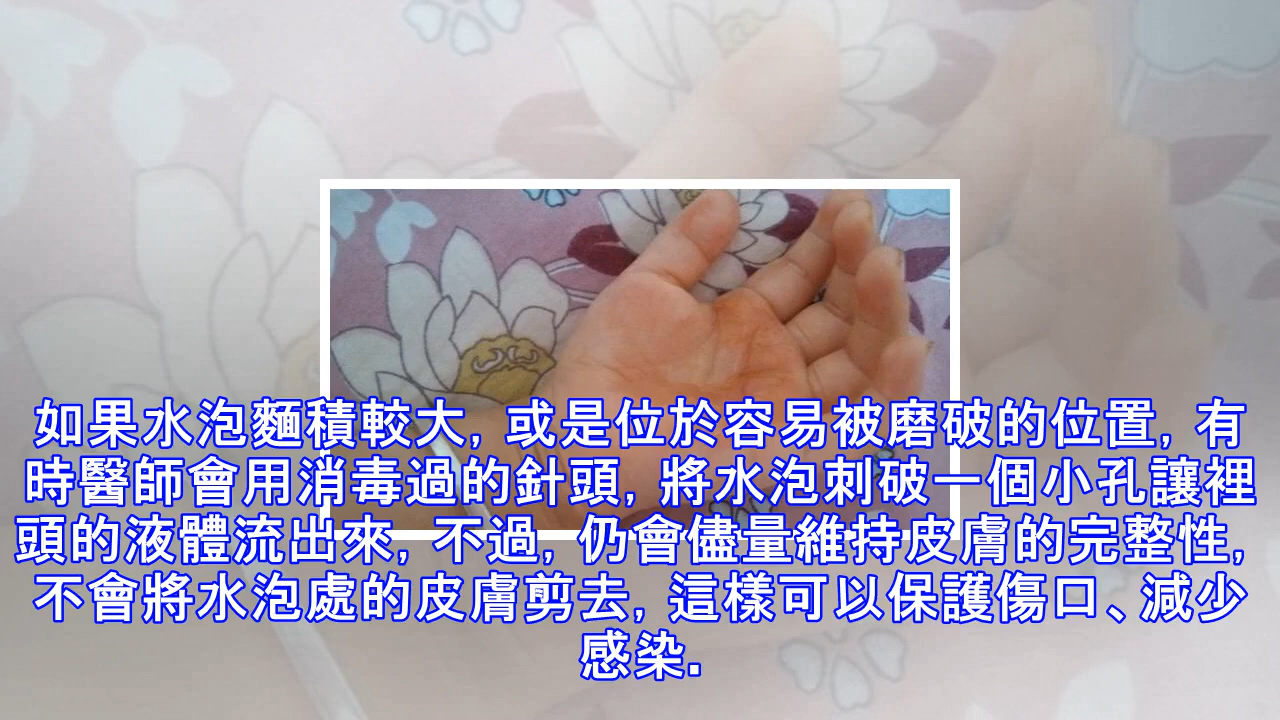 如果水泡麵積較大, 或是位於容易被磨破的位置, 有
時醫師會用消毒過的針頭, 將水泡刺破一個小孔讓裡
頭的液體流出來, 不過, 仍會儘量維持皮膚的完整性,
不會將水泡處的皮膚剪去, 這樣可以保護傷口、減少
感染.